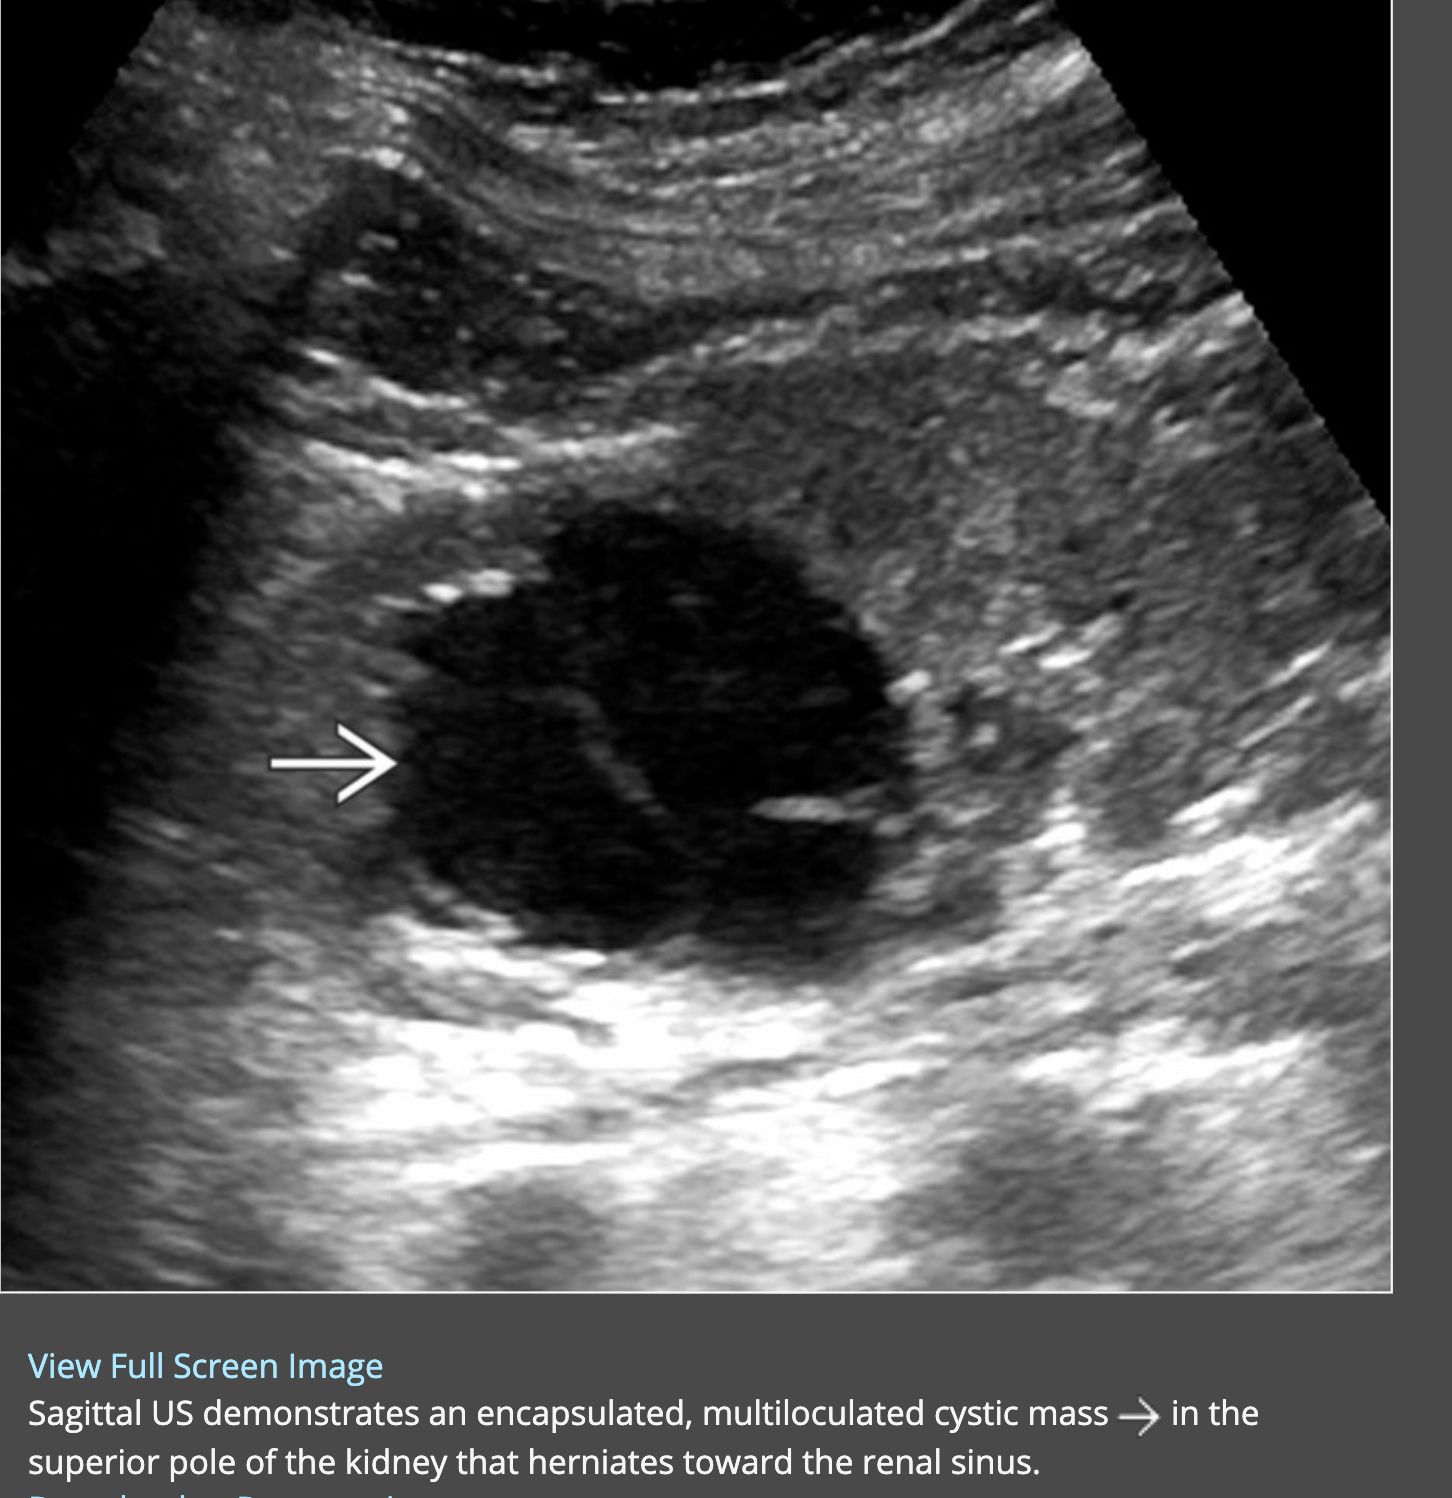 View Full Screen Image
Sagittal US demonstrates an encapsulated, multiloculated cystic mass → in the
superior pole of the kidney that herniates toward the renal sinus.